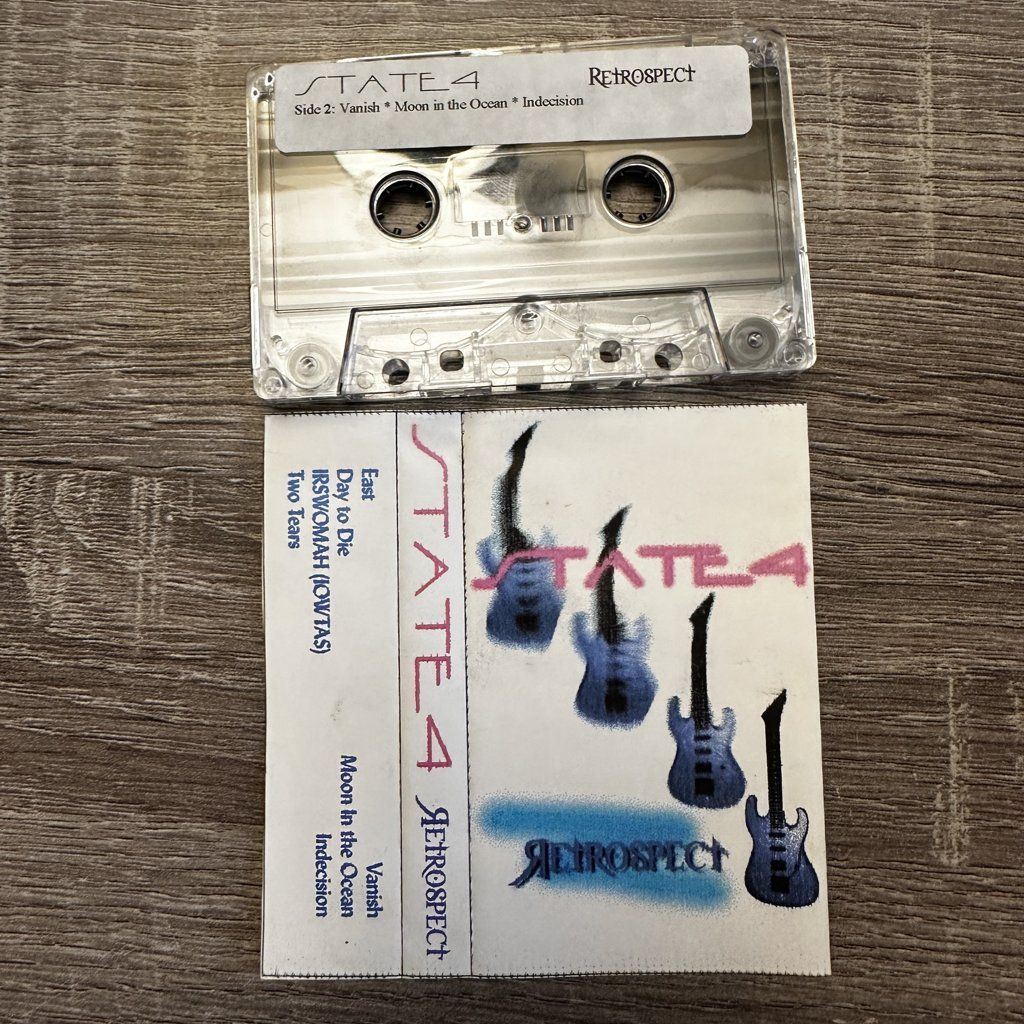 STATE4 RETROSPECT
Side 2: Vanish * Moon in the Ocean * Indecision
East
Day to Die
IRSWOMAH (IOWTAS)
Two Tears
Vanish
Moon In the Ocean
Indecision
STATE4 RETROSPECT
STATE4
RETROSPECT